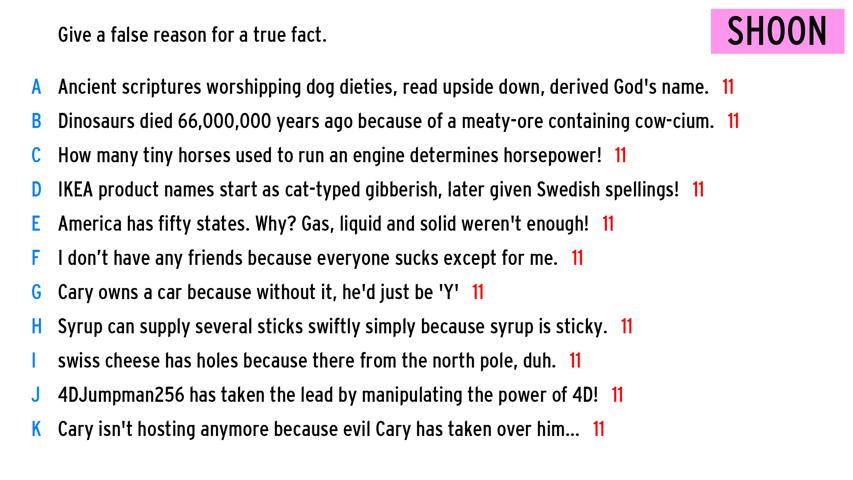 Give a false reason for a true fact.
SHOON
A Ancient scriptures worshipping dog dieties, read upside down, derived God's name. 11
B Dinosaurs died 66,000,000 years ago because of a meaty-ore containing cow-cium. 11
C How many tiny horses used to run an engine determines horsepower! 11
D IKEA product names start as cat-typed gibberish, later given Swedish spellings! 11
E America has fifty states. Why? Gas, liquid and solid weren't enough! 11
F I don’t have any friends because everyone sucks except for me. 11
G Cary owns a car because without it, he'd just be 'Y' 11
H Syrup can supply several sticks swiftly simply because syrup is sticky. 11
I swiss cheese has holes because there from the north pole, duh. 11
J 4DJumpman256 has taken the lead by manipulating the power of 4D! 11
K Cary isn't hosting anymore because evil Cary has taken over him... 11